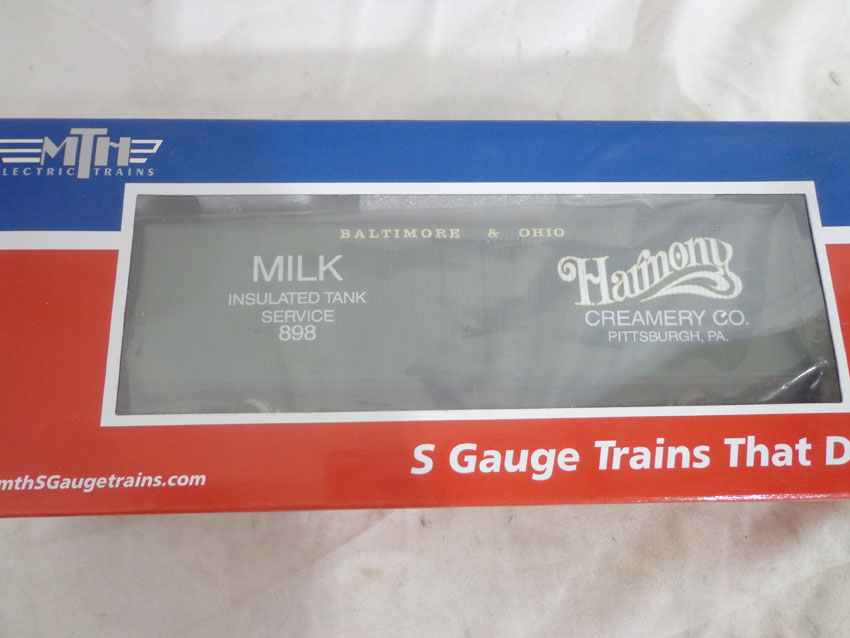 MTH
ELECTRIC TRAINS
BALTIMORE & OHIO
MILK
INSULATED TANK
SERVICE
898
Harmony
CREAMERY CO.
PITTSBURGH, PA.
S Gauge Trains That D
mthSGaugetrains.com